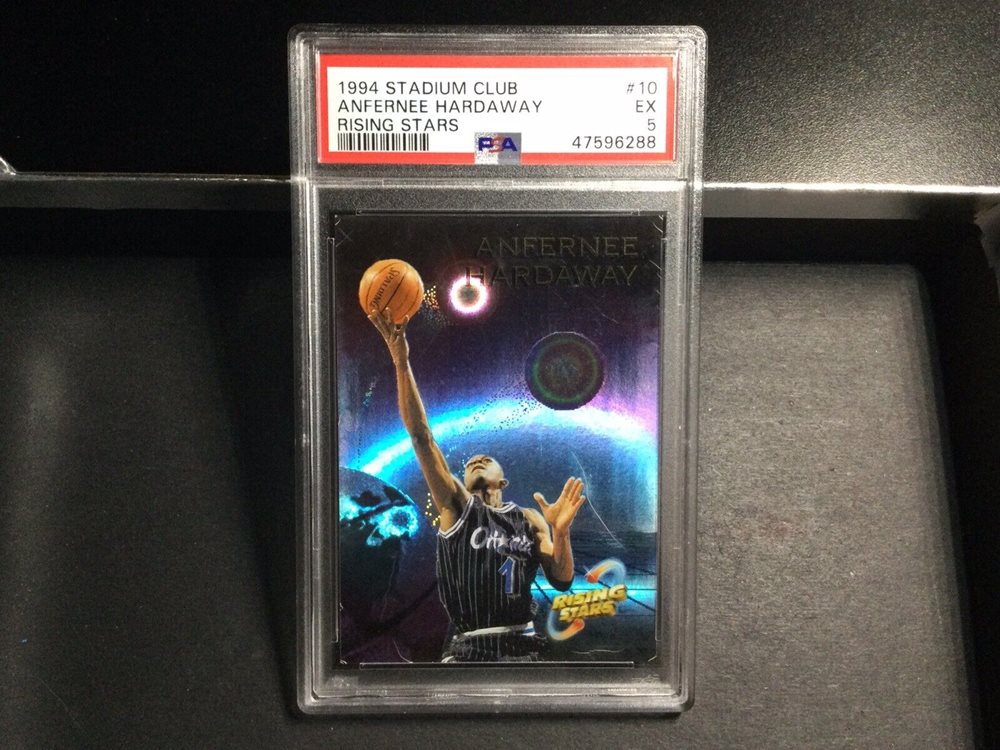 1994 STADIUM CLUB #10
ANFERNEE HARDAWAY EX
RISING STARS 5
PSA 47596288
ANFERNEE
HARDAWAY
SPALDING
Orlando
1
RISING
STARS